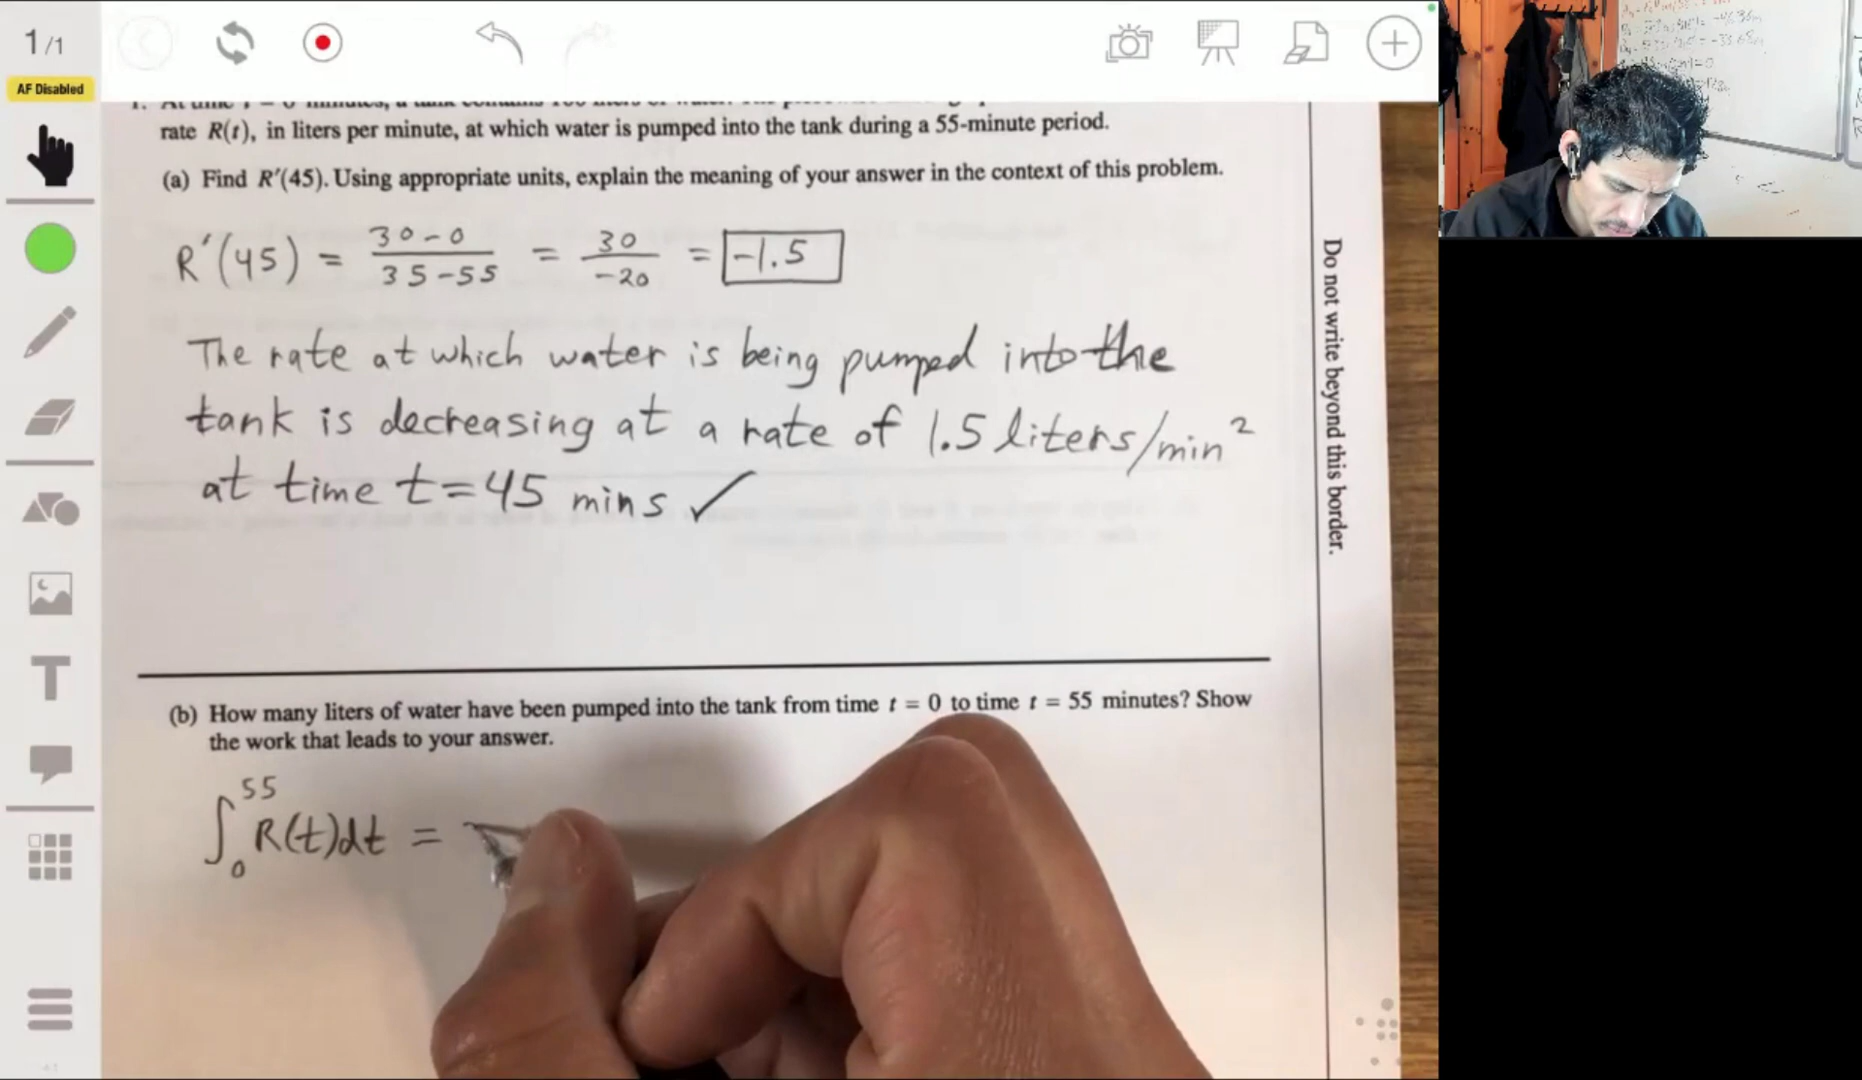 1/1
AF Disabled
T
rate R(t), in liters per minute, at which water is pumped into the tank during a 55-minute period.
(a) Find R′(45). Using appropriate units, explain the meaning of your answer in the context of this problem.
R'(45) = 30-0 / 35-55 = 30 / -20 = -1.5
The rate at which water is being pumped into the
tank is decreasing at a rate of 1.5 liters/min²
at time t=45 mins ✓
Do not write beyond this border.
(b) How many liters of water have been pumped into the tank from time t = 0 to time t = 55 minutes? Show
the work that leads to your answer.
∫₀⁵⁵ R(t)dt =